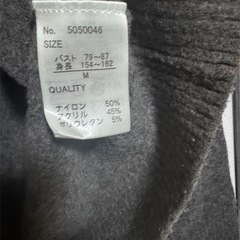 No. 5050046
SIZE
バスト 79～87
身長 154～162
M
QUALITY
ナイロン 50%
アクリル 45%
ポリウレタン 5%